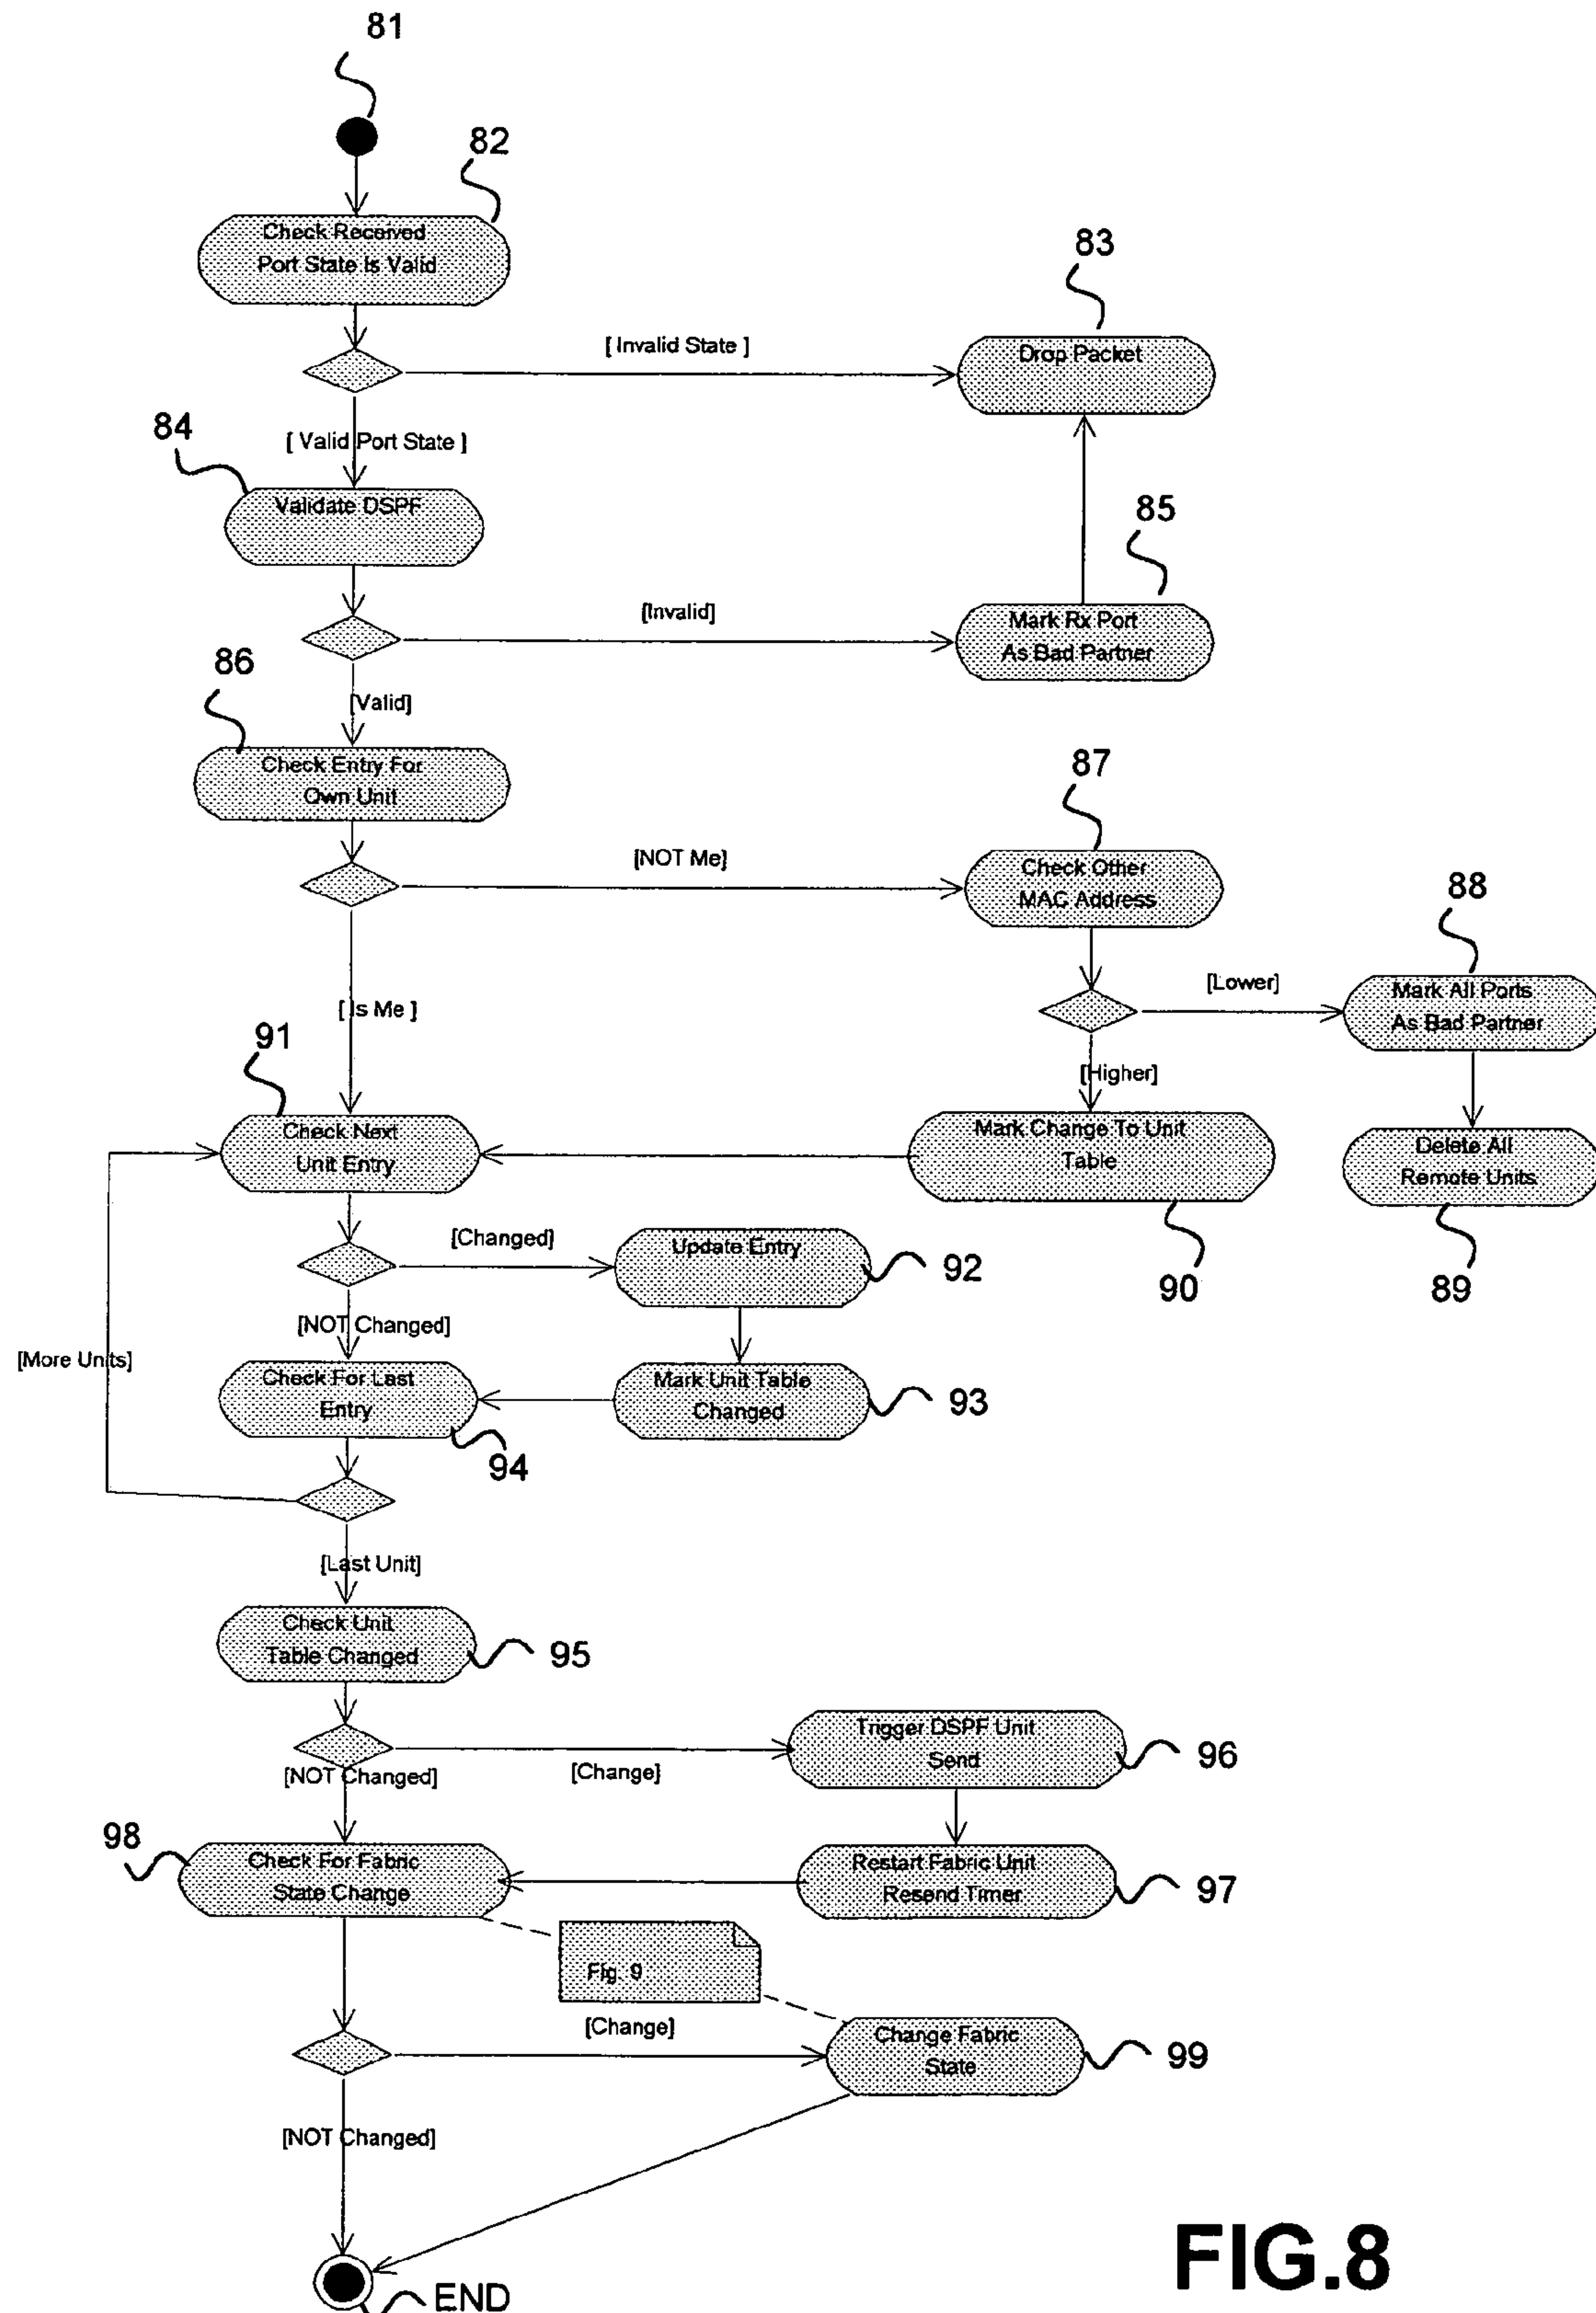 81
82
Check Received
Port State Is Valid
83
Drop Packet
[ Invalid State ]
84
[ Valid Port State ]
Validate DSPF
85
[Invalid]
Mark Rx Port
As Bad Partner
86
[Valid]
Check Entry For
Own Unit
87
[NOT Me]
Check Other
MAC Address
88
[Lower]
Mark All Ports
As Bad Partner
[ Is Me ]
91
[Higher]
Check Next
Unit Entry
Mark Change To Unit
Table
Delete All
Remote Units
[Changed]
Update Entry
92
90
89
[NOT Changed]
[More Units]
Check For Last
Entry
Mark Unit Table
Changed
93
94
[Last Unit]
Check Unit
Table Changed
95
Trigger DSPF Unit
Send
96
[NOT Changed]
[Change]
98
Check For Fabric
State Change
Restart Fabric Unit
Resend Timer
97
Fig. 9
[Change]
Change Fabric
State
99
[NOT Changed]
END
FIG.8